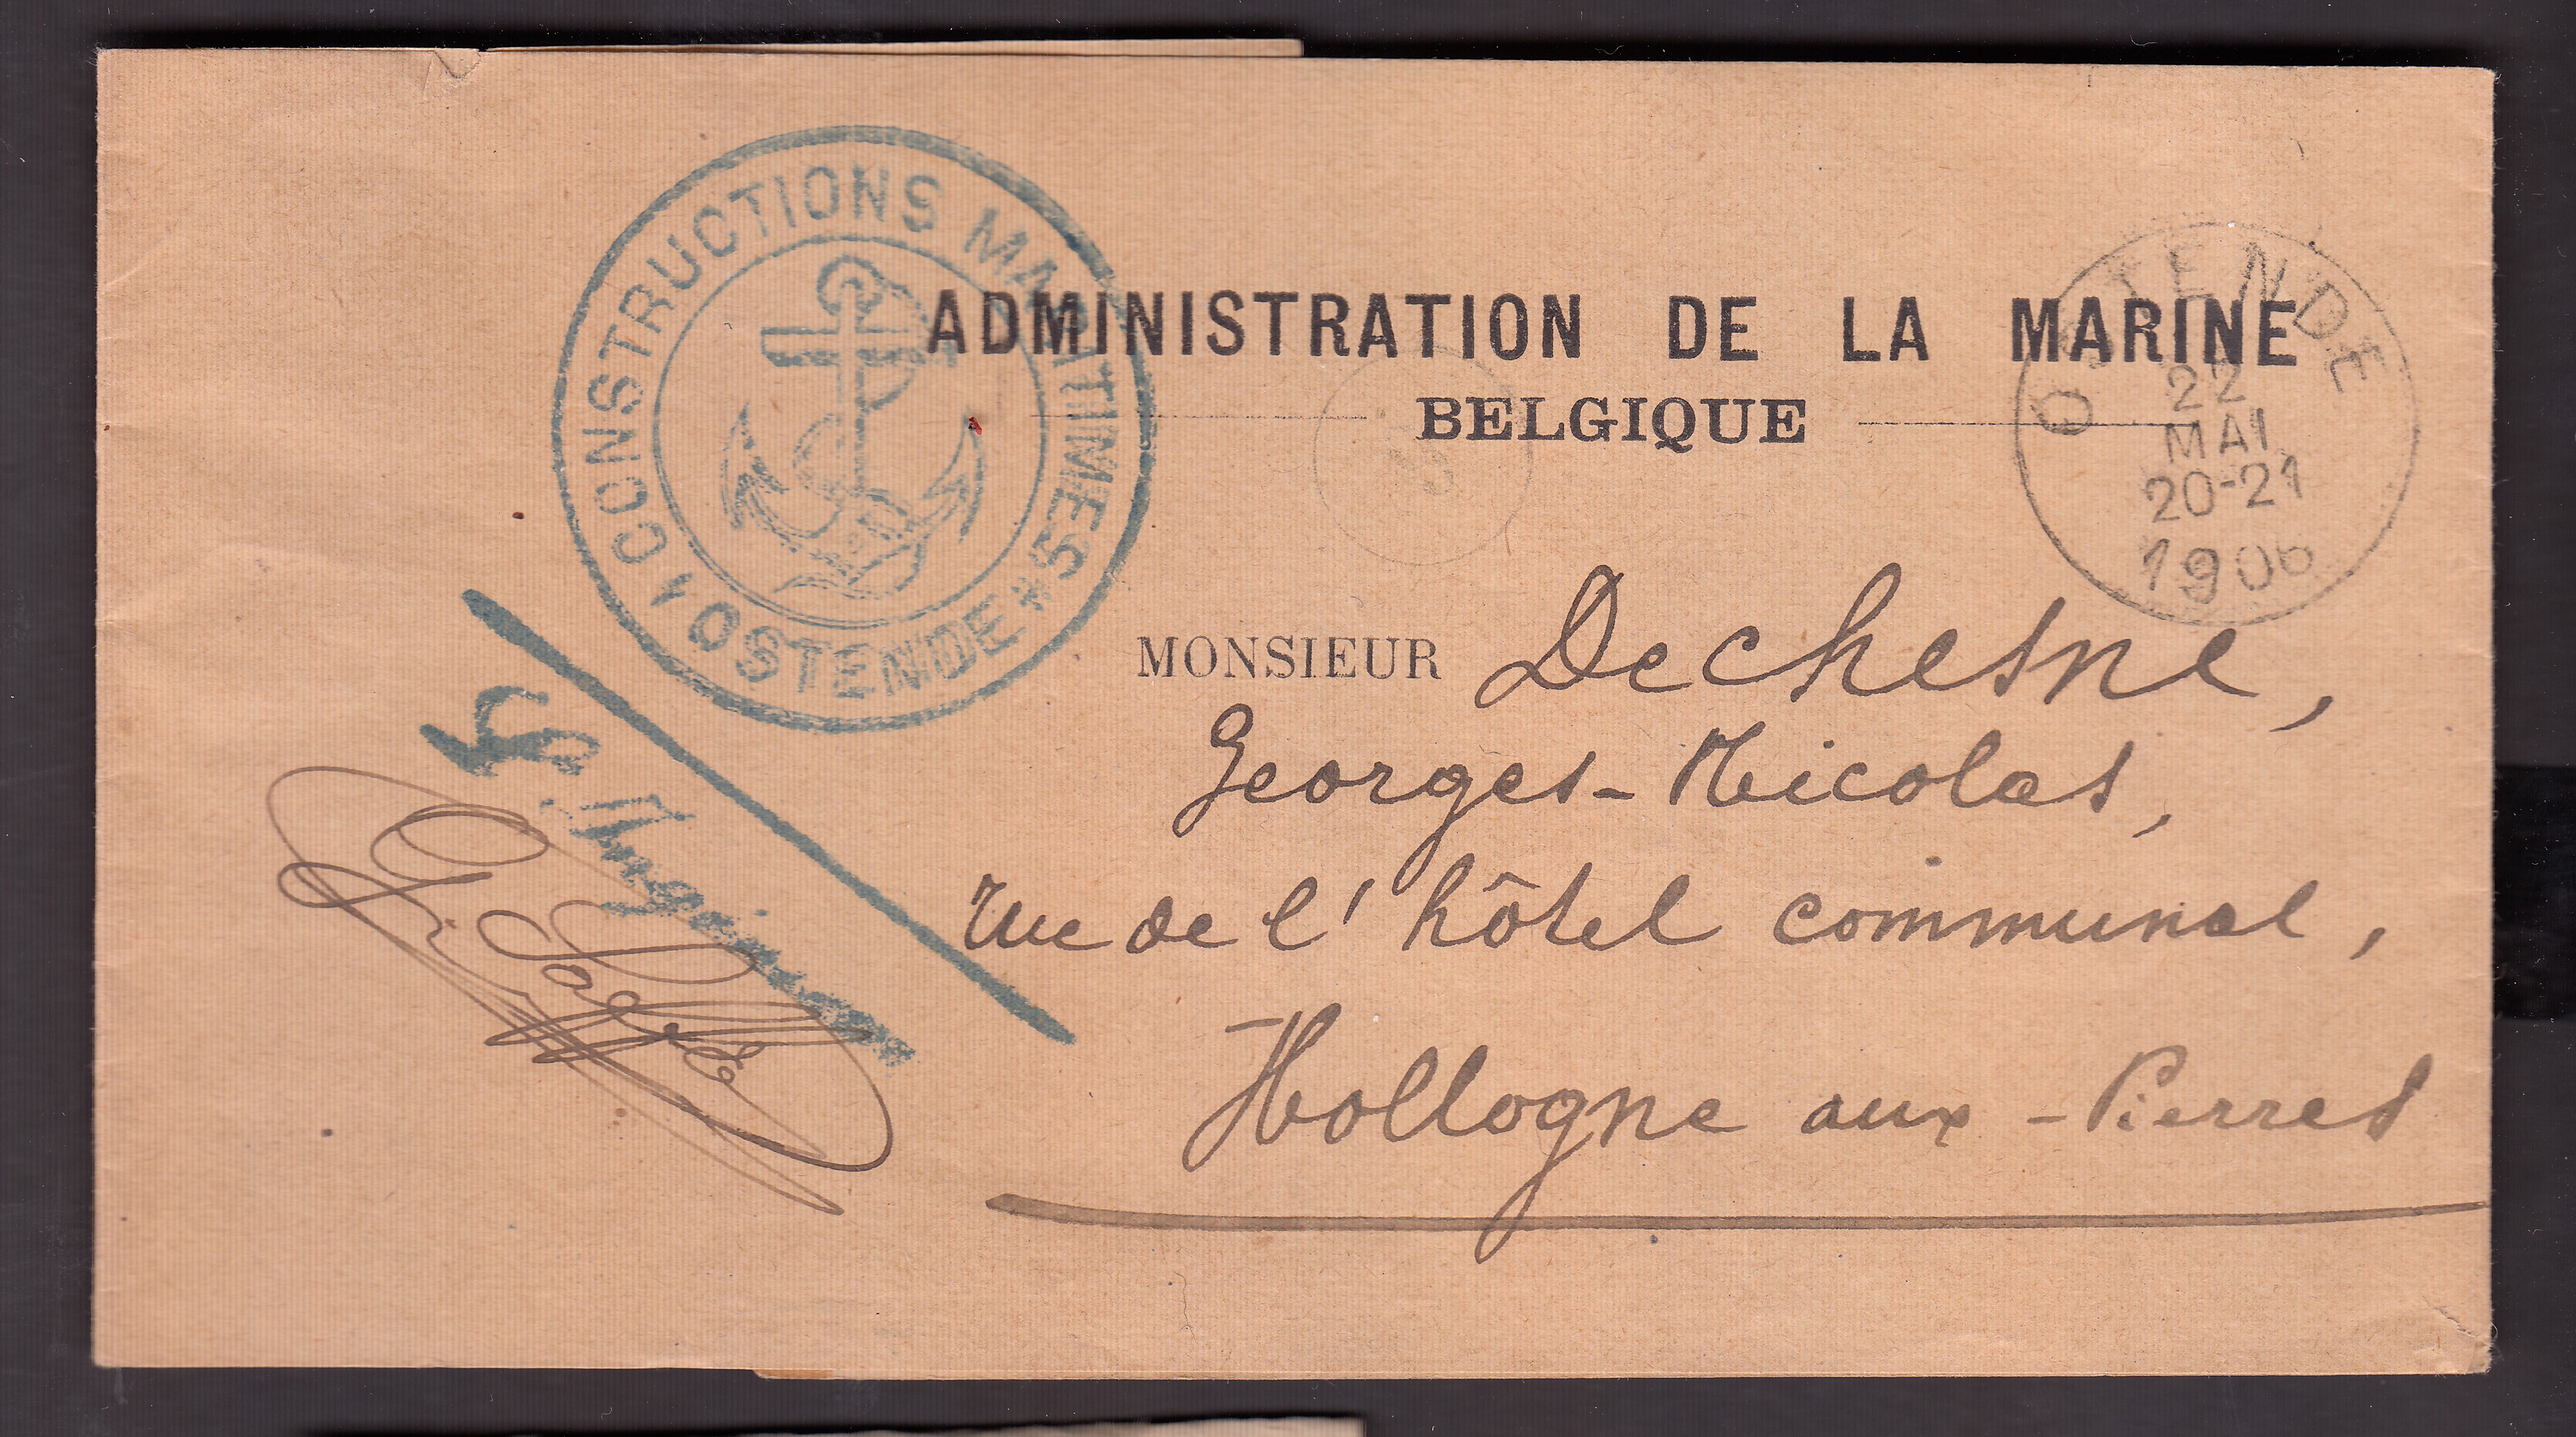 CONSTRUCTIONS MARITIMES
* OSTENDE
ADMINISTRATION DE LA MARINE
BELGIQUE
OSTENDE
22
MAI
20-21
1906
MONSIEUR Dechesne,
Georges-Nicolas,
rue de l'hôtel communal,
Hollogne aux-Pierres